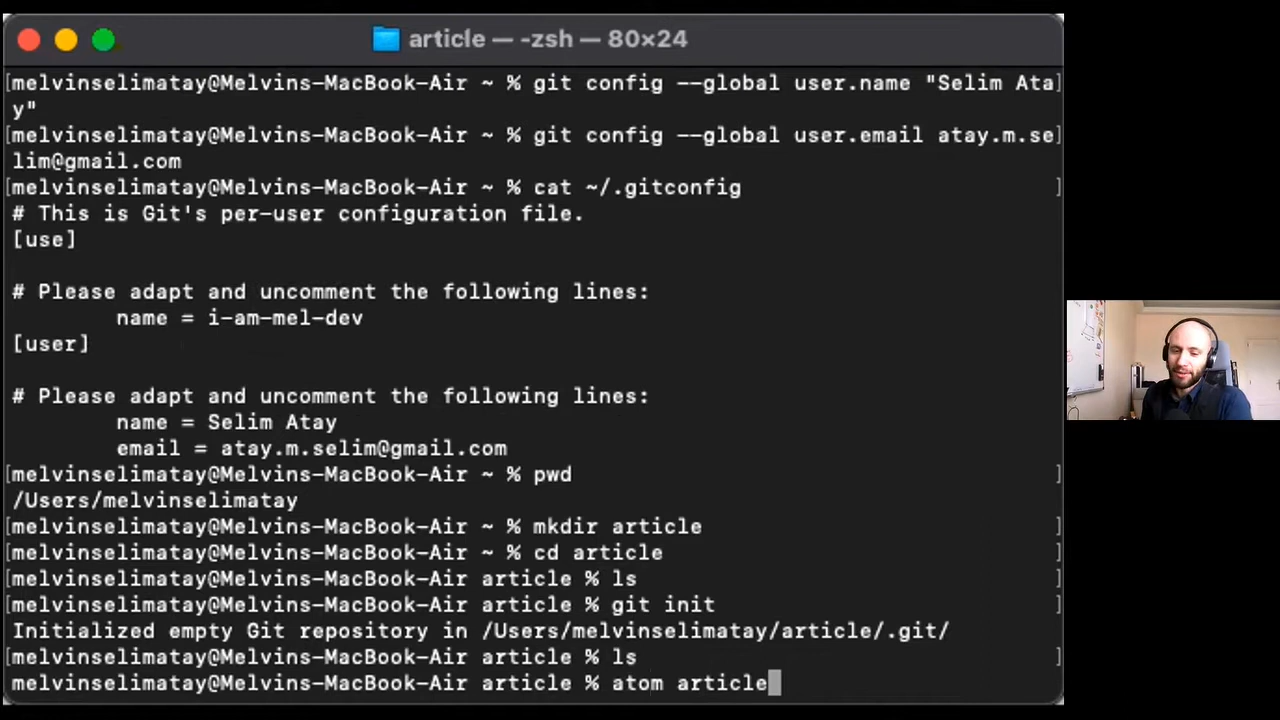 article — -zsh — 80×24
[melvinselimatay@Melvins-MacBook-Air ~ % git config --global user.name "Selim Ata]
y"
[melvinselimatay@Melvins-MacBook-Air ~ % git config --global user.email atay.m.se]
lim@gmail.com
[melvinselimatay@Melvins-MacBook-Air ~ % cat ~/.gitconfig ]
# This is Git's per-user configuration file.
[use]
# Please adapt and uncomment the following lines:
name = i-am-mel-dev
[user]
# Please adapt and uncomment the following lines:
name = Selim Atay
email = atay.m.selim@gmail.com
[melvinselimatay@Melvins-MacBook-Air ~ % pwd ]
/Users/melvinselimatay
[melvinselimatay@Melvins-MacBook-Air ~ % mkdir article ]
[melvinselimatay@Melvins-MacBook-Air ~ % cd article ]
[melvinselimatay@Melvins-MacBook-Air article % ls ]
[melvinselimatay@Melvins-MacBook-Air article % git init ]
Initialized empty Git repository in /Users/melvinselimatay/article/.git/
[melvinselimatay@Melvins-MacBook-Air article % ls ]
melvinselimatay@Melvins-MacBook-Air article % atom article